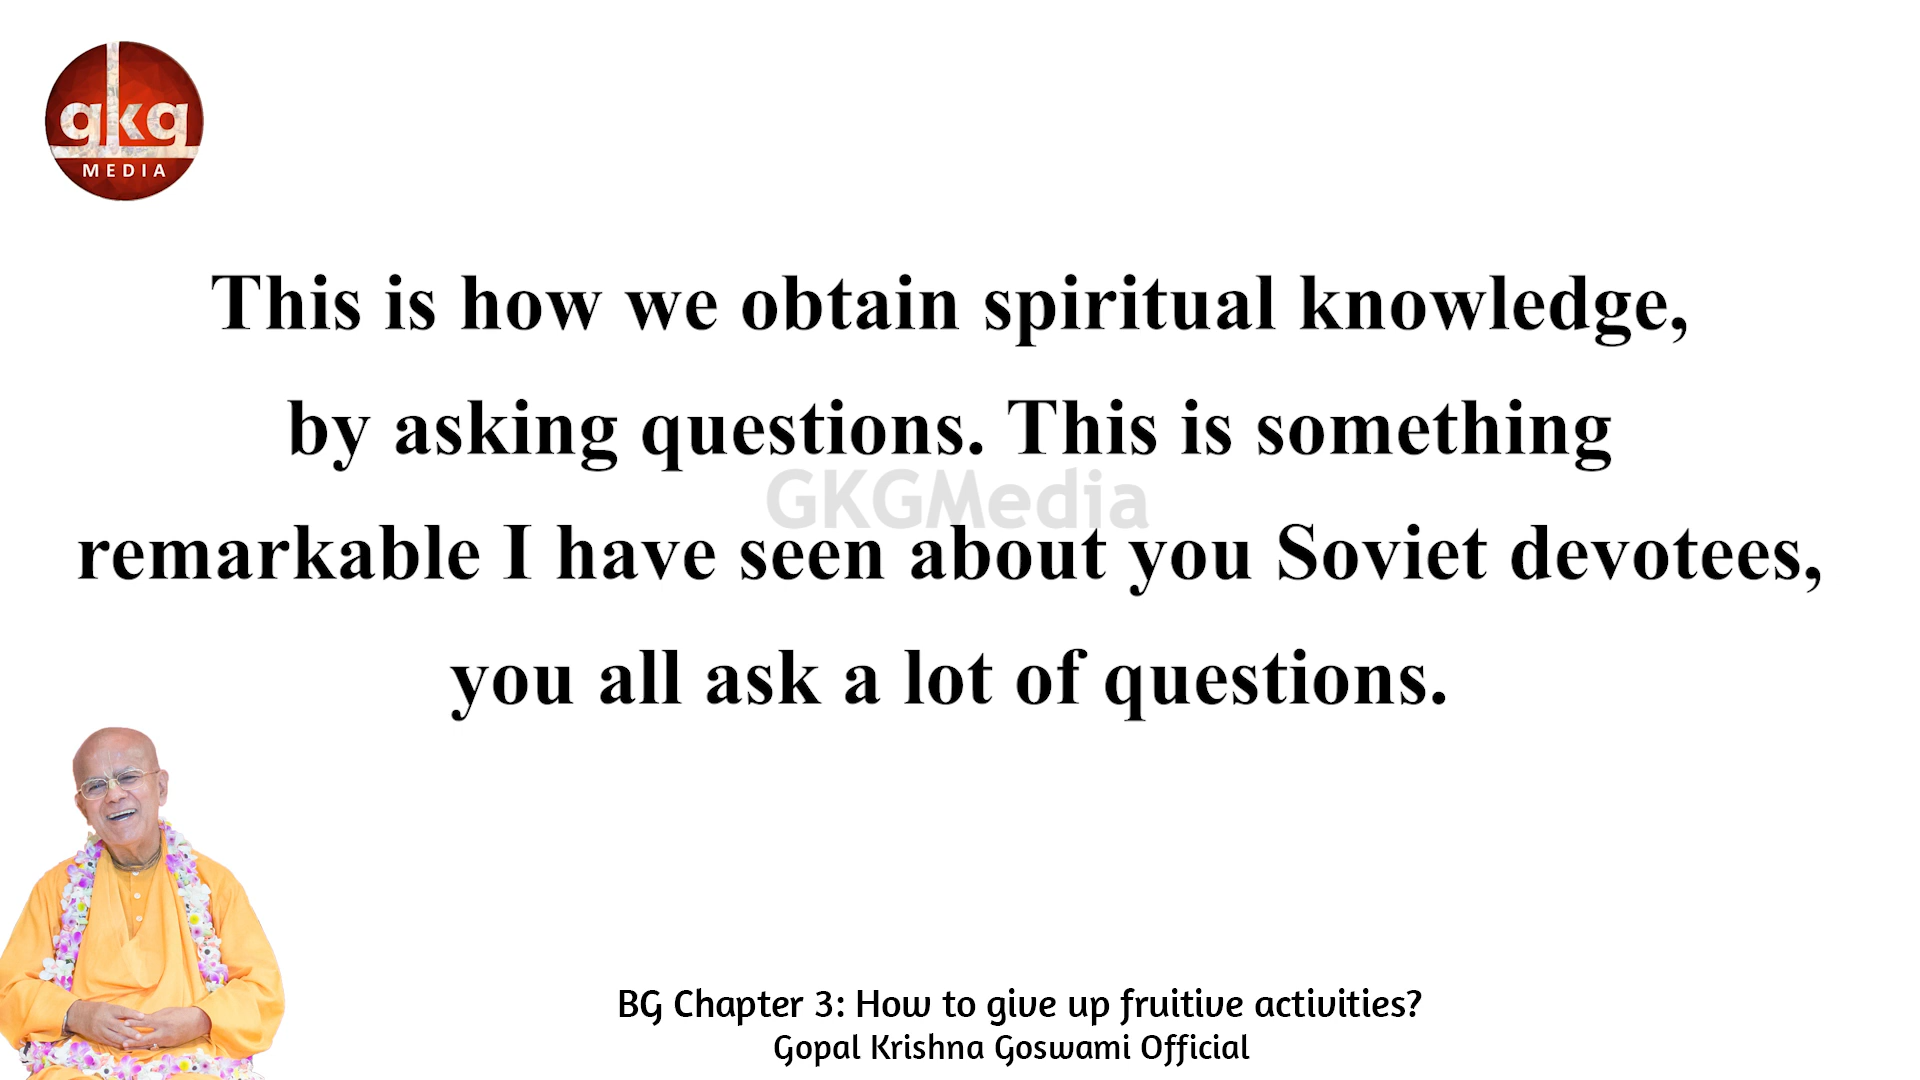 gkg
MEDIA
This is how we obtain spiritual knowledge,
by asking questions. This is something
GKGMedia
remarkable I have seen about you Soviet devotees,
you all ask a lot of questions.
BG Chapter 3: How to give up fruitive activities?
Gopal Krishna Goswami Official